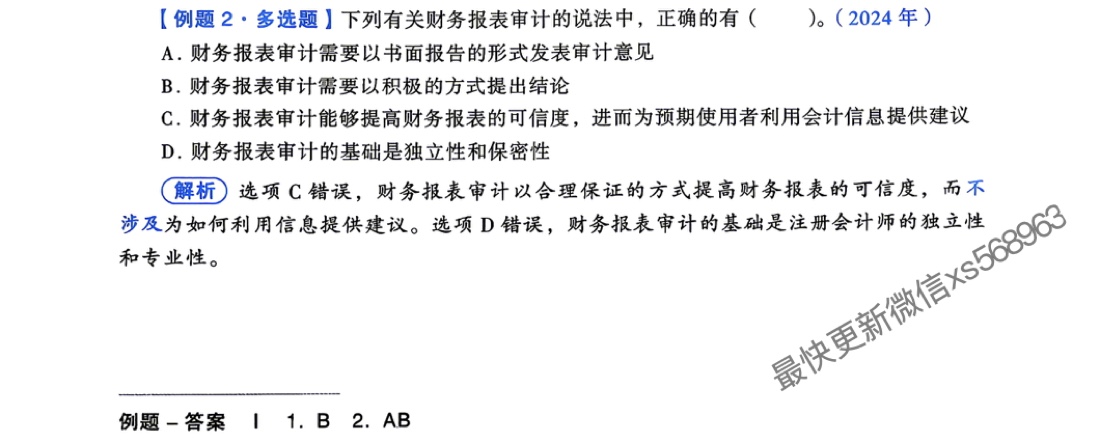 【例题2·多选题】下列有关财务报表审计的说法中，正确的有（　　）。（2024年）
A. 财务报表审计需要以书面报告的形式发表审计意见
B. 财务报表审计需要以积极的方式提出结论
C. 财务报表审计能够提高财务报表的可信度，进而为预期使用者利用会计信息提供建议
D. 财务报表审计的基础是独立性和保密性
解析 选项C错误，财务报表审计以合理保证的方式提高财务报表的可信度，而不
涉及为如何利用信息提供建议。选项D错误，财务报表审计的基础是注册会计师的独立性
和专业性。
最快更新微信xs568963
例题－答案　I　1. B　2. AB